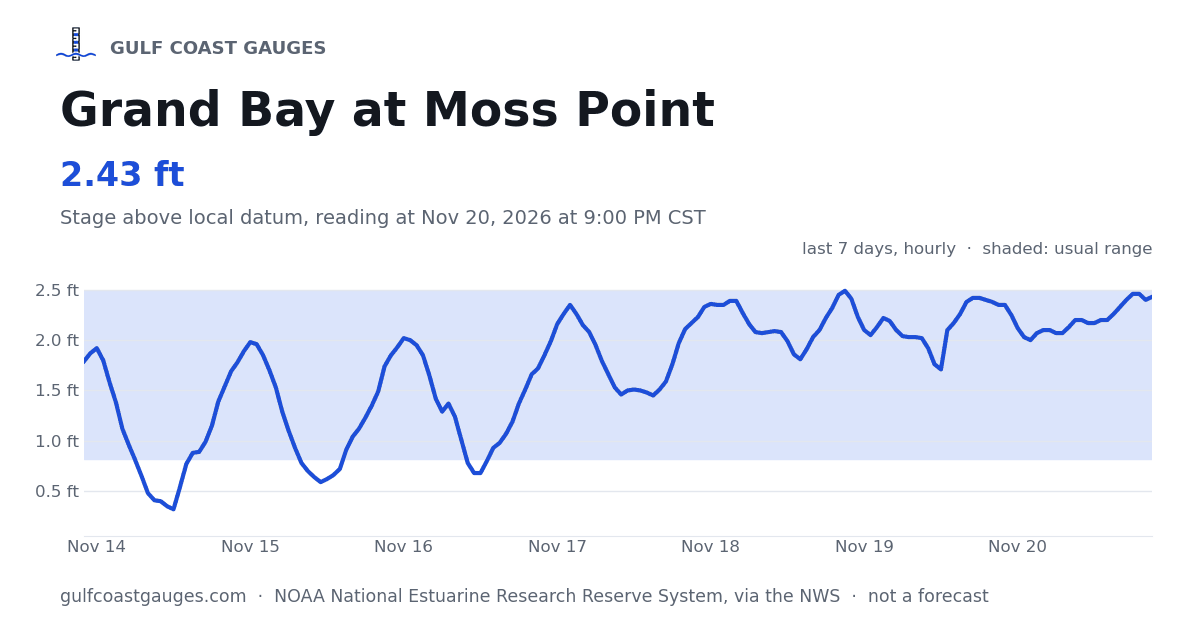 GULF COAST GAUGES
Grand Bay at Moss Point
2.43 ft
Stage above local datum, reading at Nov 20, 2026 at 9:00 PM CST
last 7 days, hourly · shaded: usual range
2.5 ft
2.0 ft
1.5 ft
1.0 ft
0.5 ft
Nov 14 Nov 15 Nov 16 Nov 17 Nov 18 Nov 19 Nov 20
gulfcoastgauges.com · NOAA National Estuarine Research Reserve System, via the NWS · not a forecast